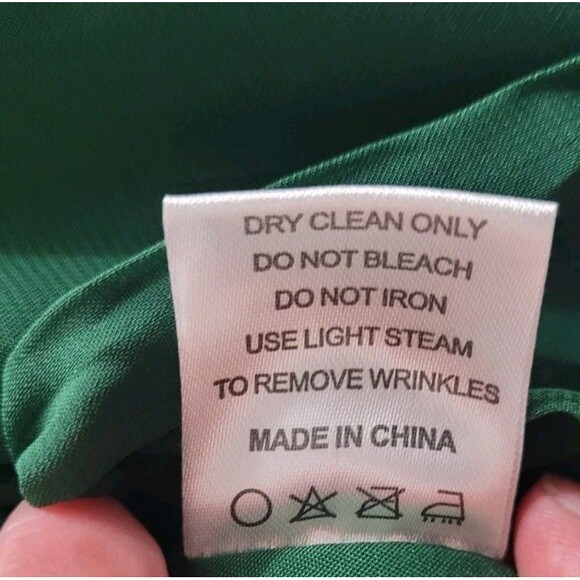 DRY CLEAN ONLY
DO NOT BLEACH
DO NOT IRON
USE LIGHT STEAM
TO REMOVE WRINKLES
MADE IN CHINA